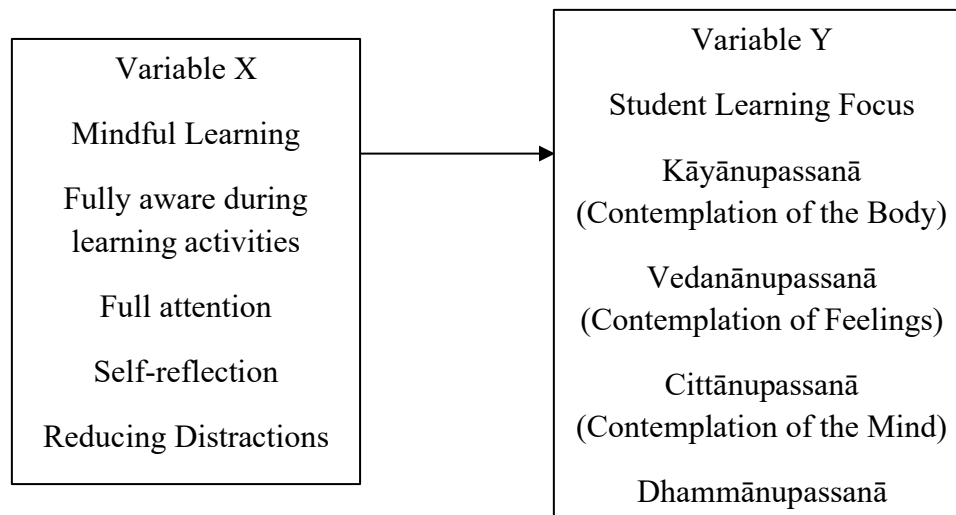 Variable X
Mindful Learning
Fully aware during
learning activities
Full attention
Self-reflection
Reducing Distractions
Variable Y
Student Learning Focus
Kāyānupassanā
(Contemplation of the Body)
Vedanānupassanā
(Contemplation of Feelings)
Cittānupassanā
(Contemplation of the Mind)
Dhammānupassanā